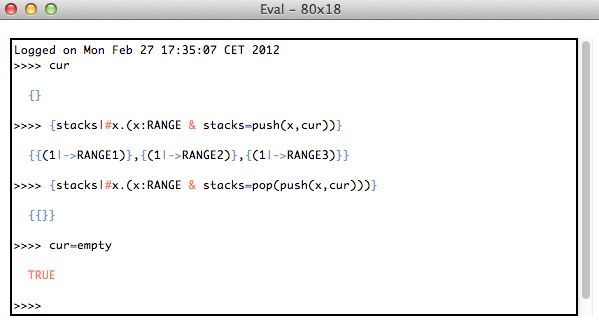 Eval – 80x18
Logged on Mon Feb 27 17:35:07 CET 2012
>>>> cur
{}
>>>> {stacks|#x.(x:RANGE & stacks=push(x,cur))}
{{(1|->RANGE1)},{(1|->RANGE2)},{(1|->RANGE3)}}
>>>> {stacks|#x.(x:RANGE & stacks=pop(push(x,cur)))}
{{}}
>>>> cur=empty
TRUE
>>>>